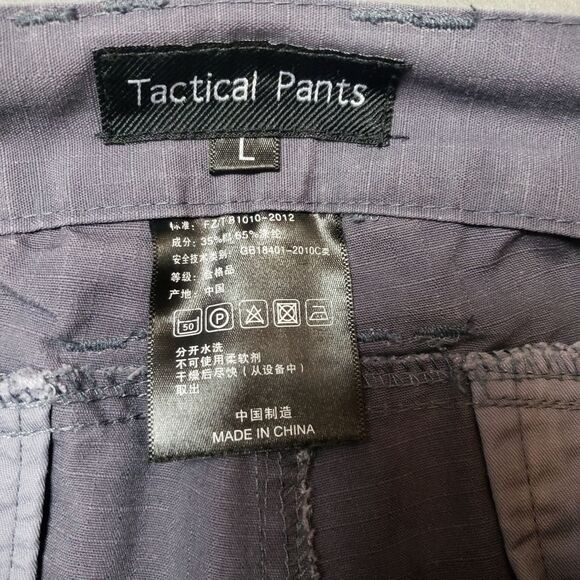 Tactical Pants
L
标准: FZ/T81010-2012
成分: 35% 65%
安全技术类别: GB18401-2010C类
等级: 合格品
产地: 中国
50 P
分开水洗
不可使用柔软剂
干燥后尽快（从设备中）
取出
中国制造
MADE IN CHINA